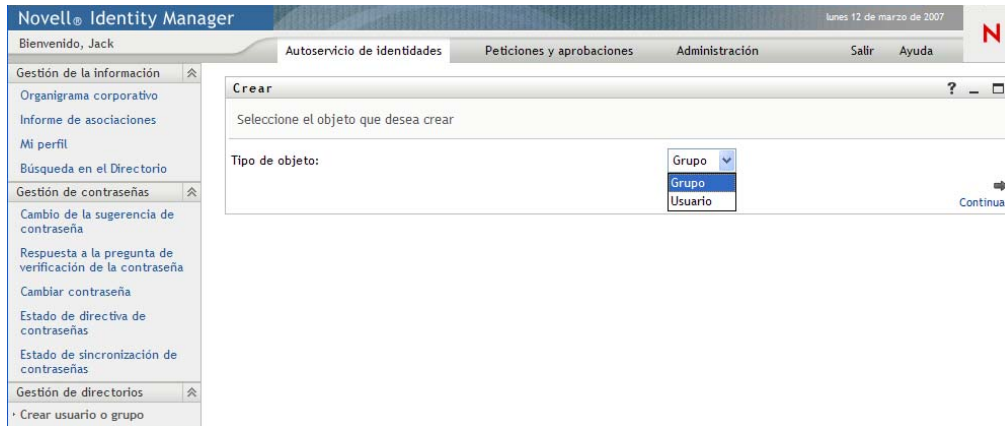 Novell® Identity Manager
lunes 12 de marzo de 2007
N
Bienvenido, Jack
Autoservicio de identidades
Peticiones y aprobaciones
Administración
Salir
Ayuda
Gestión de la información
Organigrama corporativo
Informe de asociaciones
Mi perfil
Búsqueda en el Directorio
Gestión de contraseñas
Cambio de la sugerencia de
contraseña
Respuesta a la pregunta de
verificación de la contraseña
Cambiar contraseña
Estado de directiva de
contraseñas
Estado de sincronización de
contraseñas
Gestión de directorios
Crear usuario o grupo
Crear
?
Seleccione el objeto que desea crear
Tipo de objeto:
Grupo
Grupo
Usuario
Continua